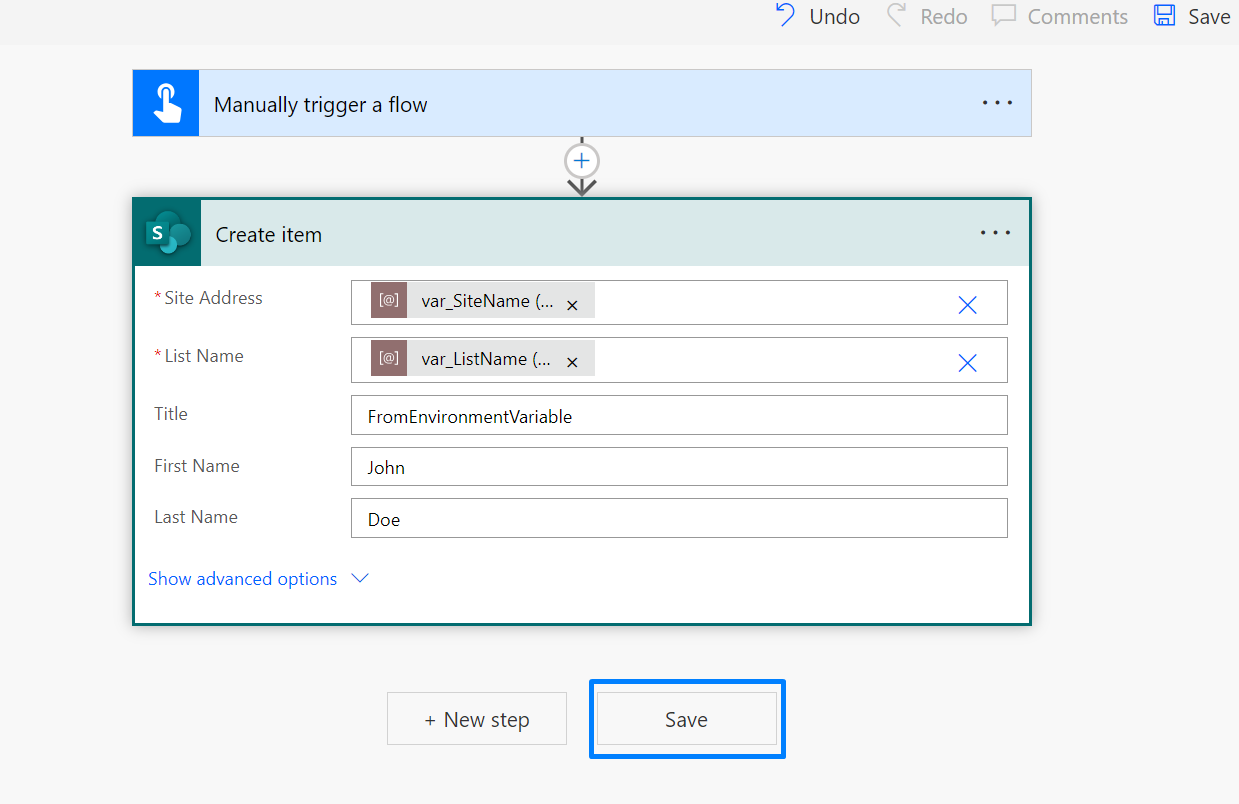 Undo Redo Comments Save
Manually trigger a flow
S Create item
* Site Address [@] var_SiteName (...
* List Name [@] var_ListName (...
Title FromEnvironmentVariable
First Name John
Last Name Doe
Show advanced options
+ New step Save